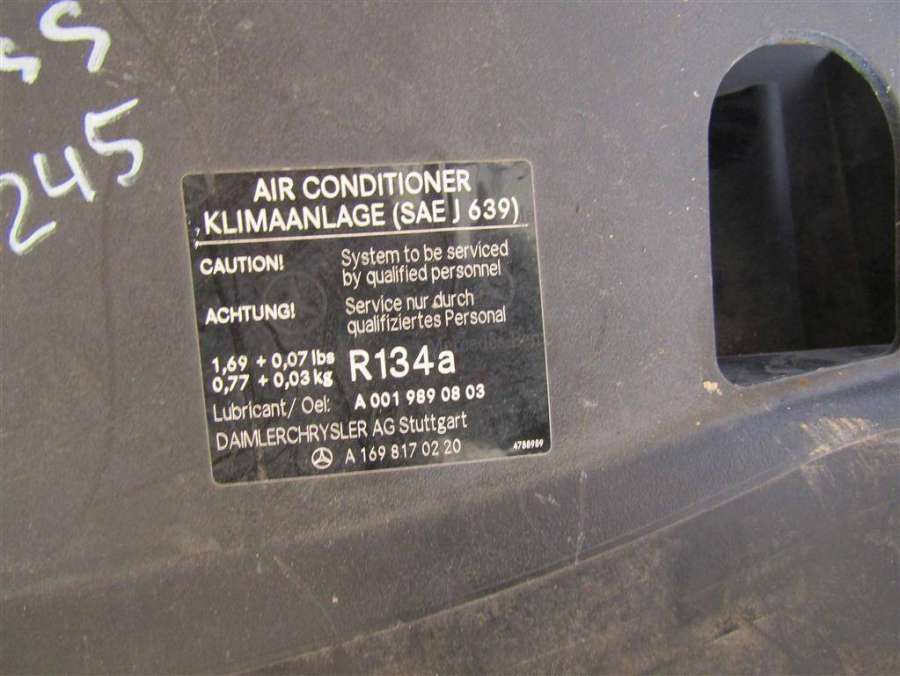 SS
245
AIR CONDITIONER
KLIMAANLAGE (SAE J 639)
CAUTION! System to be serviced
by qualified personnel
ACHTUNG! Service nur durch
qualifiziertes Personal
1,69 + 0,07 lbs
0,77 + 0,03 kg
R134a
Lubricant/ Oel: A 001 989 08 03
DAIMLERCHRYSLER AG Stuttgart
A 169 817 02 20
4788989